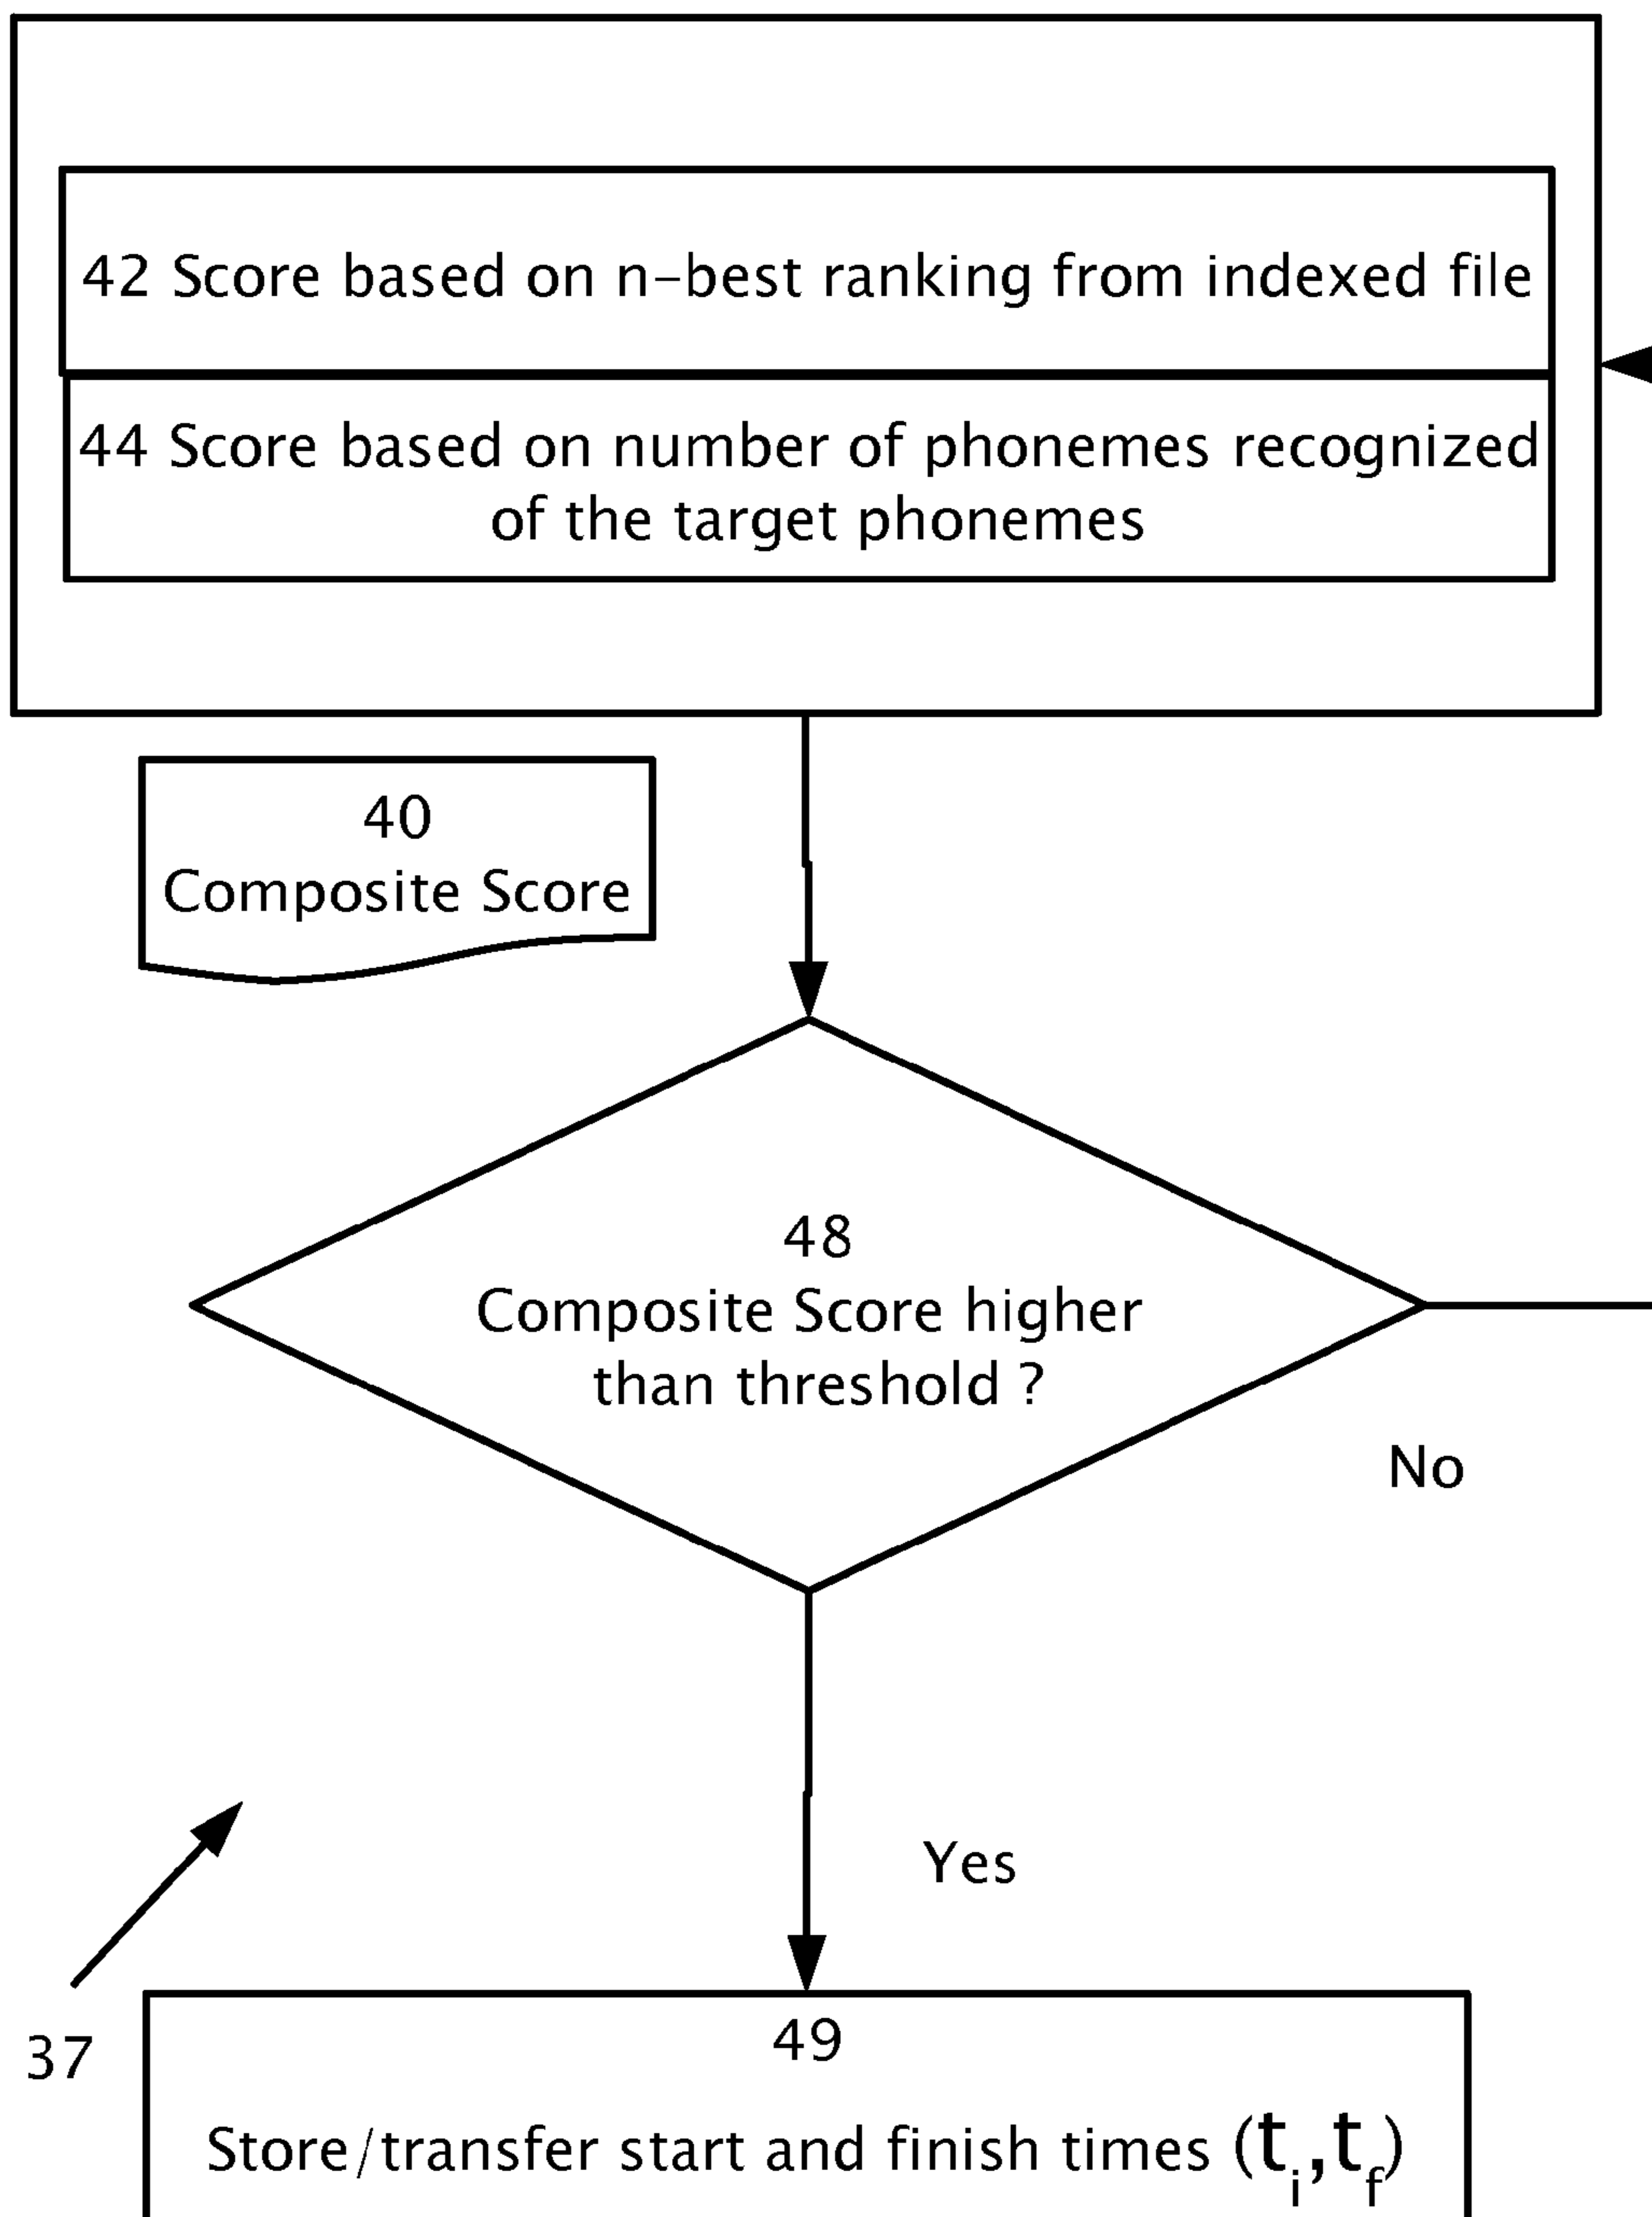 42 Score based on n-best ranking from indexed file
44 Score based on number of phonemes recognized
of the target phonemes
40
Composite Score
48
Composite Score higher
than threshold ?
No
Yes
37
49
Store/transfer start and finish times (ti,tf)